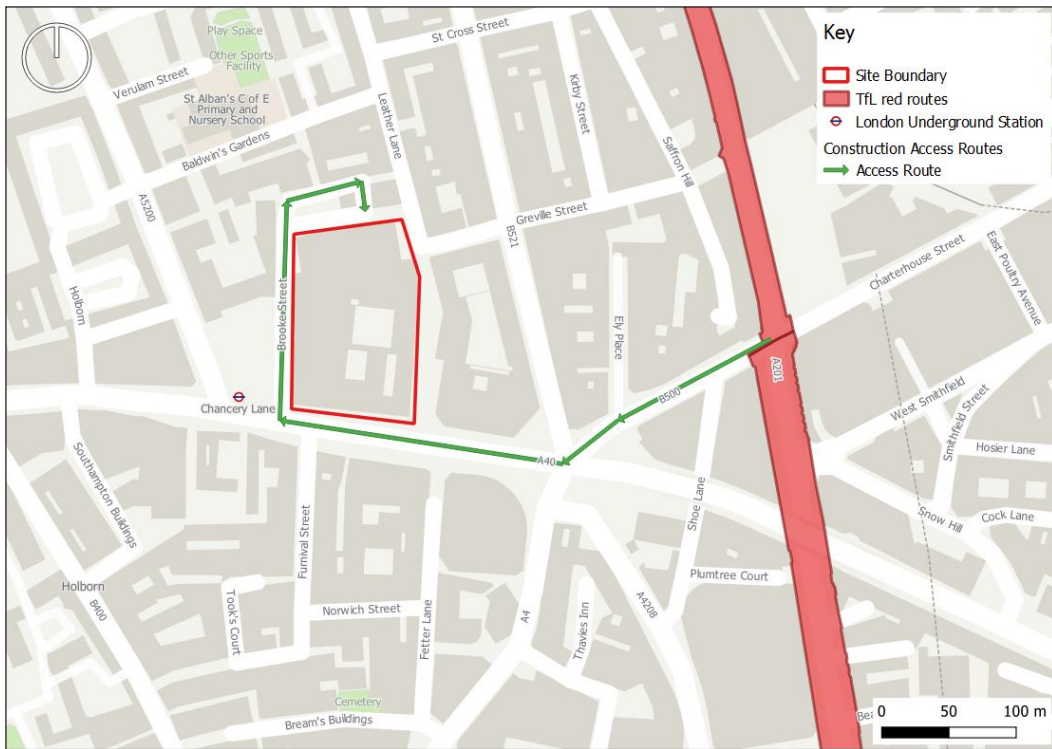 Play Space
Other Sports
Facility
Verulam Street
St Alban's C of E
Primary and
Nursery School
Baldwin's Gardens
A5200
Leather Lane
St Cross Street
Kirby Street
Saffron Hill
Greville Street
B521
Key
Site Boundary
TfL red routes
London Underground Station
Construction Access Routes
Access Route
Charterhouse Street
East Poultry Avenue
Holborn
Brooke Street
Ely Place
B500
A201
West Smithfield
Smithfield Street
Hosier Lane
Snow Hill
Cock Lane
Chancery Lane
A40
Southampton Buildings
Furnival Street
Shoe Lane
Plumtree Court
Holborn
B400
Took's Court
Norwich Street
Fetter Lane
A4
Thavies Inn
A4208
Cemetery
Bream's Buildings
0 50 100 m